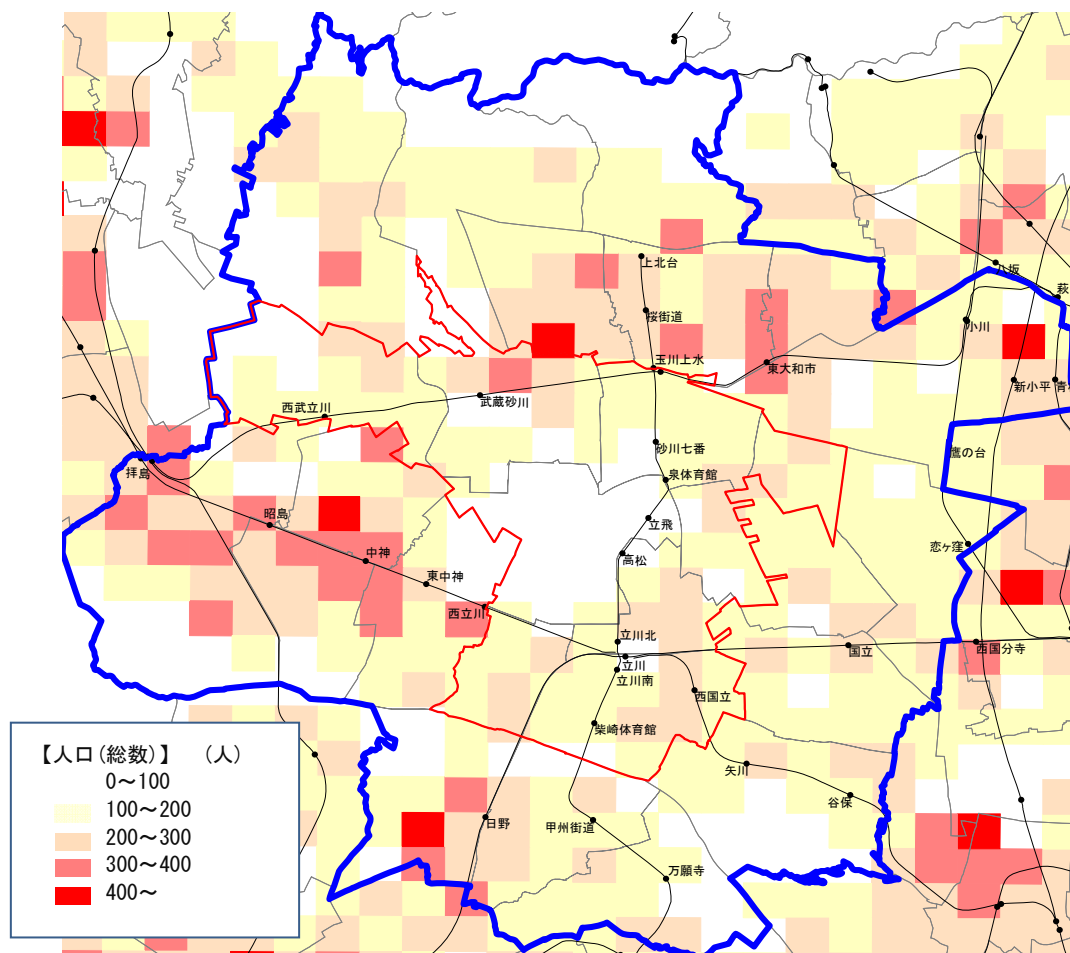 上北台
八坂
萩
桜街道
小川
玉川上水
東大和市
新小平
青
武蔵砂川
西武立川
砂川七番
鷹の台
拝島
泉体育館
昭島
立飛
恋ヶ窪
中神
高松
東中神
西立川
立川北
国立
西国分寺
立川
立川南
西国立
柴崎体育館
矢川
谷保
日野
甲州街道
万願寺
【人口(総数)】 (人)
0～100
100～200
200～300
300～400
400～